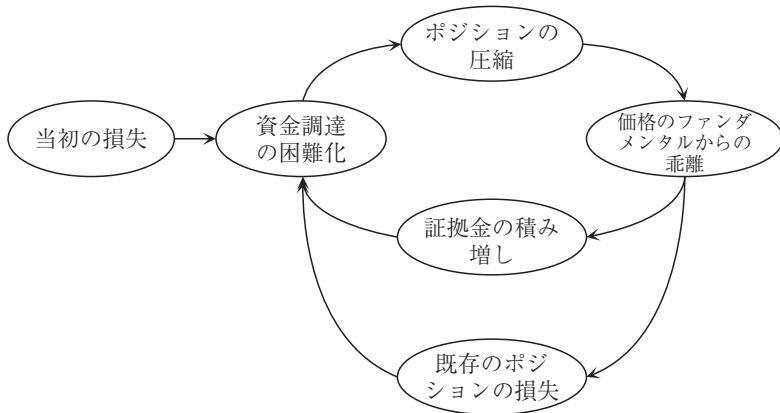 ポジションの
圧縮
当初の損失
資金調達
の困難化
価格のファンダ
メンタルからの
乖離
証拠金の積み
増し
既存のポジ
ションの損失